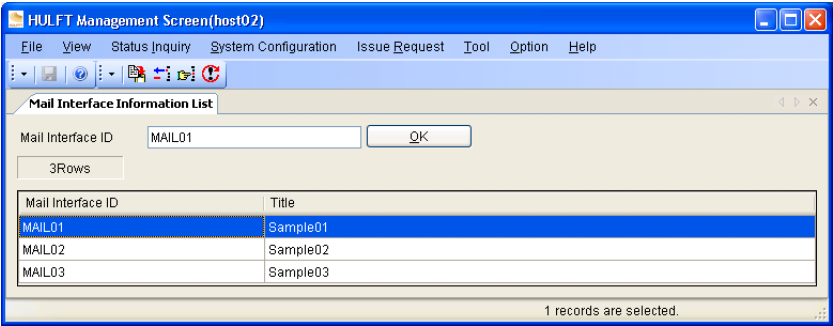 HULFT Management Screen(host02)
File View Status Inquiry System Configuration Issue Request Tool Option Help
Mail Interface Information List
Mail Interface ID MAIL01 OK
3Rows
Mail Interface ID Title
MAIL01 Sample01
MAIL02 Sample02
MAIL03 Sample03
1 records are selected.